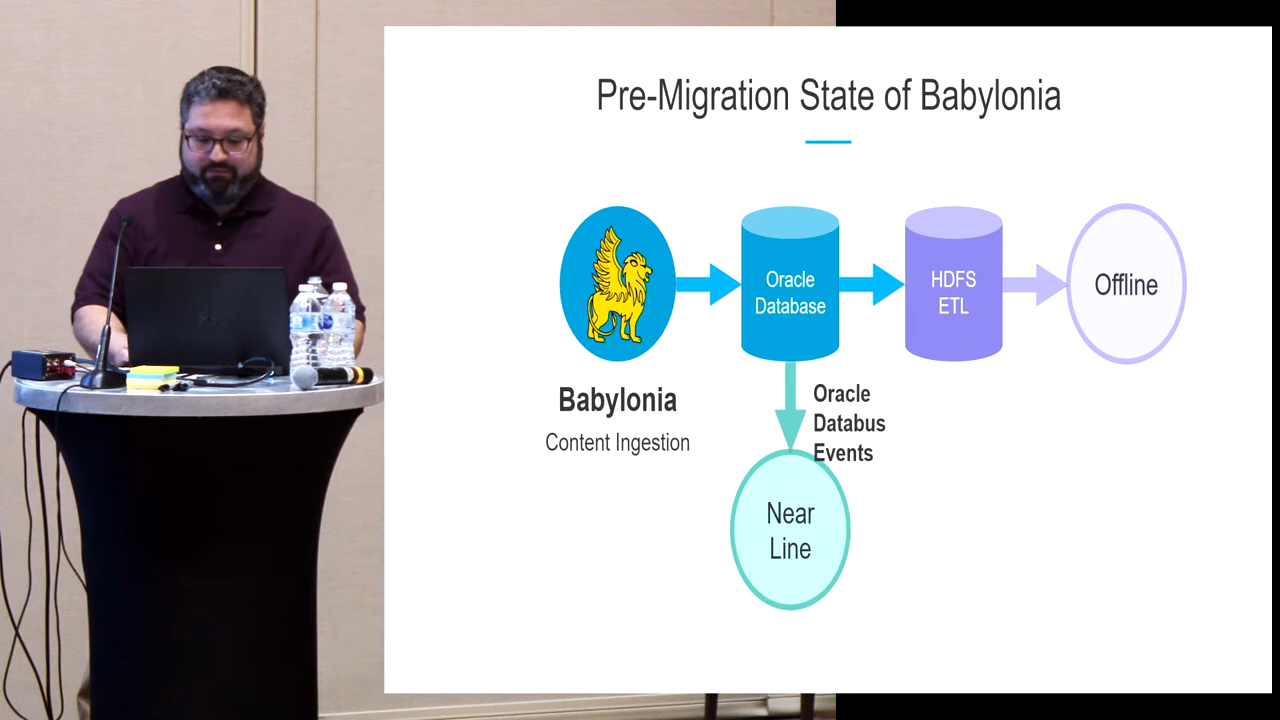 Pre-Migration State of Babylonia
Oracle
Database
HDFS
ETL
Offline
Babylonia
Content Ingestion
Oracle
Databus
Events
Near
Line